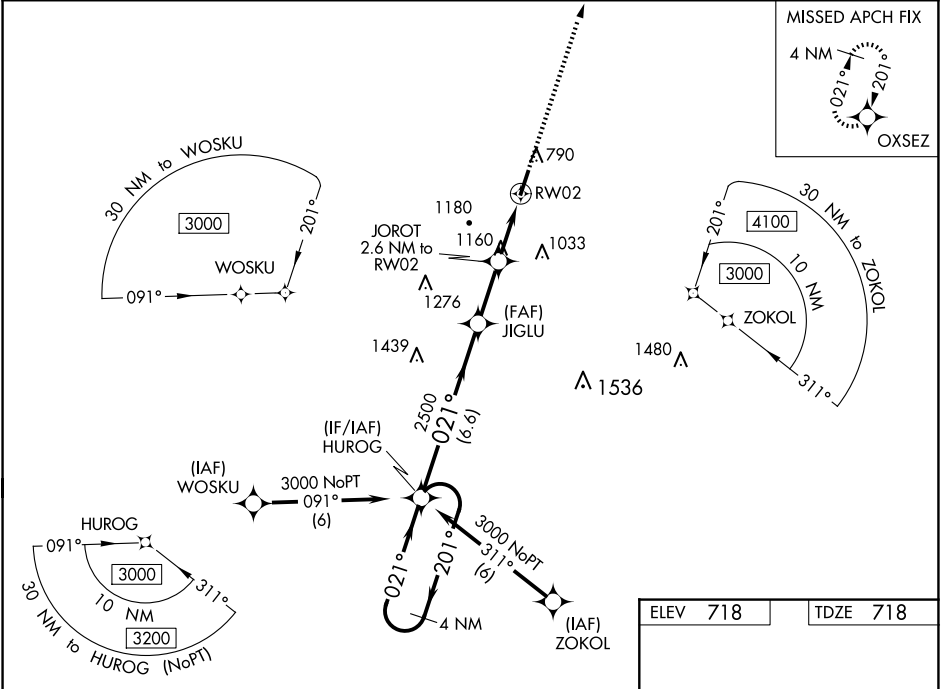 MISSED APCH FIX
4 NM
021°
201°
OXSEZ
30 NM to WOSKU
3000
201°
WOSKU
091°
790
RW02
1180
JOROT
2.6 NM to
RW02
1160
1033
1276
(FAF)
JIGLU
1439
1480
1536
30 NM to ZOKOL
4100
201°
3000
10 NM
ZOKOL
311°
2500
021°
(6.6)
(IF/IAF)
HUROG
(IAF)
WOSKU
3000 NoPT
091°
(6)
3000 NoPT
311°
(6)
021°
201°
4 NM
(IAF)
ZOKOL
HUROG
091°
3000
311°
10 NM
3200
30 NM to HUROG (NoPT)
ELEV 718
TDZE 718